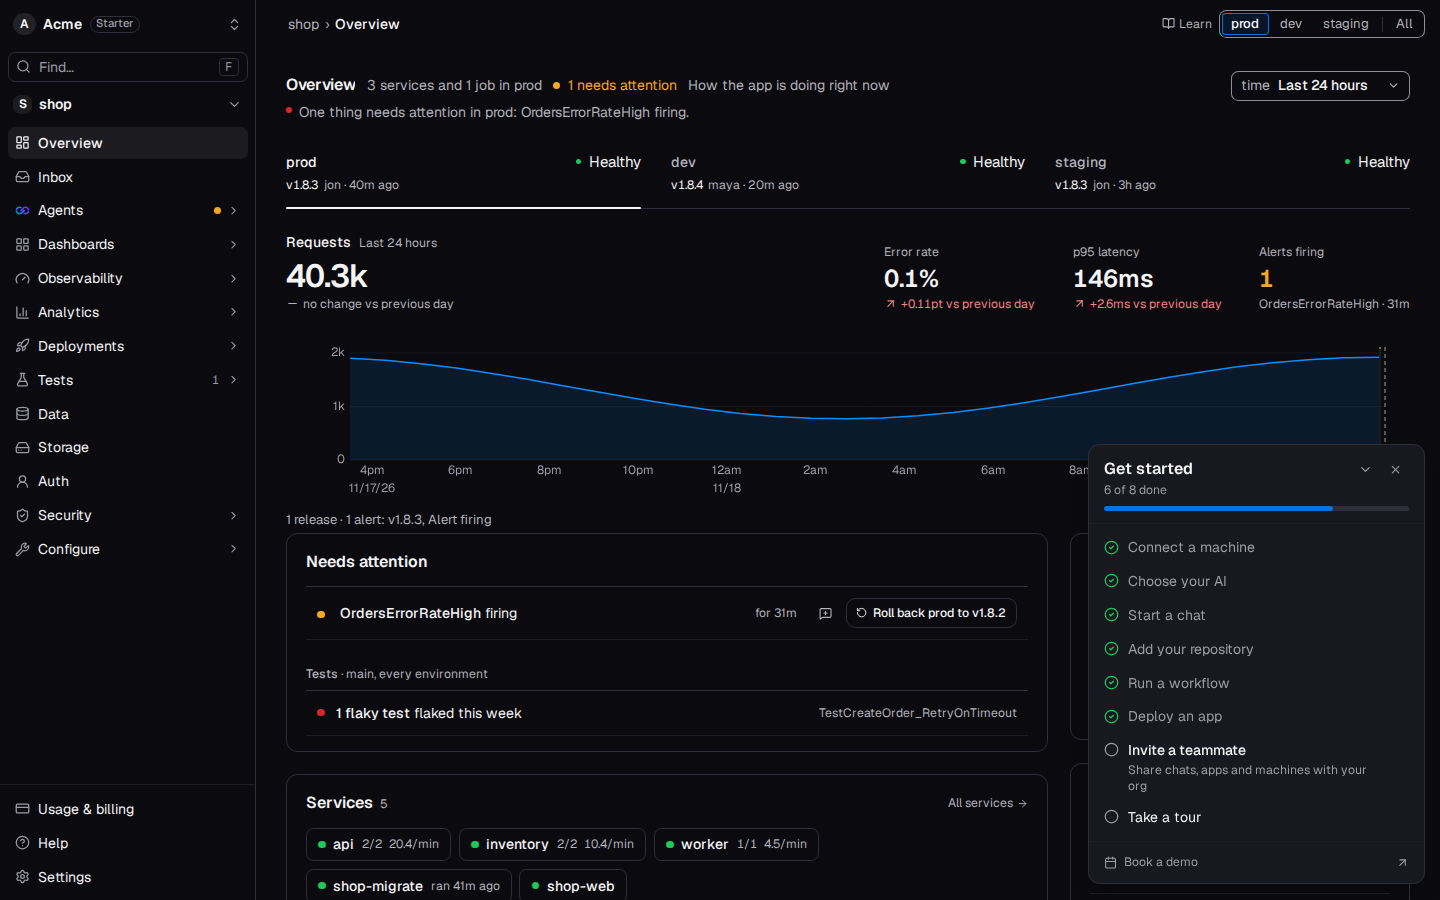 A Acme Starter
Find... F
S shop
Overview
Inbox
Agents
Dashboards
Observability
Analytics
Deployments
Tests 1
Data
Storage
Auth
Security
Configure
Usage & billing
Help
Settings
shop › Overview
Learn prod dev staging All
Overview 3 services and 1 job in prod 1 needs attention How the app is doing right now
time Last 24 hours
One thing needs attention in prod: OrdersErrorRateHigh firing.
prod Healthy
v1.8.3 jon · 40m ago
dev Healthy
v1.8.4 maya · 20m ago
staging Healthy
v1.8.3 jon · 3h ago
Requests Last 24 hours
40.3k
no change vs previous day
Error rate
0.1%
+0.11pt vs previous day
p95 latency
146ms
+2.6ms vs previous day
Alerts firing
1
OrdersErrorRateHigh · 31m
2k
1k
0
4pm 6pm 8pm 10pm 12am 2am 4am 6am 8am
11/17/26 11/18
1 release · 1 alert: v1.8.3, Alert firing
Needs attention
OrdersErrorRateHigh firing for 31m Roll back prod to v1.8.2
Tests · main, every environment
1 flaky test flaked this week TestCreateOrder_RetryOnTimeout
Services 5 All services →
api 2/2 20.4/min inventory 2/2 10.4/min worker 1/1 4.5/min
shop-migrate ran 41m ago shop-web
Get started
6 of 8 done
Connect a machine
Choose your AI
Start a chat
Add your repository
Run a workflow
Deploy an app
Invite a teammate
Share chats, apps and machines with your
org
Take a tour
Book a demo